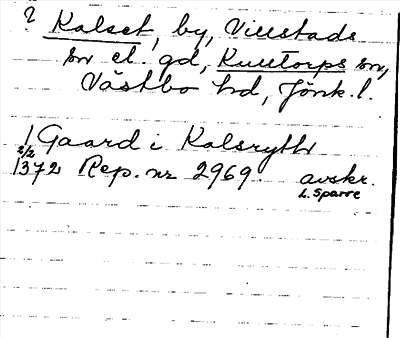 ? Kalset, by, Villstads
sn el. gd, Kulltorps sn,
Västbo hd, Jönk. l.
1 Gaard i Kalsrythr
2/2
1372 Rep. nr 2969 avskr.
L. Sparre